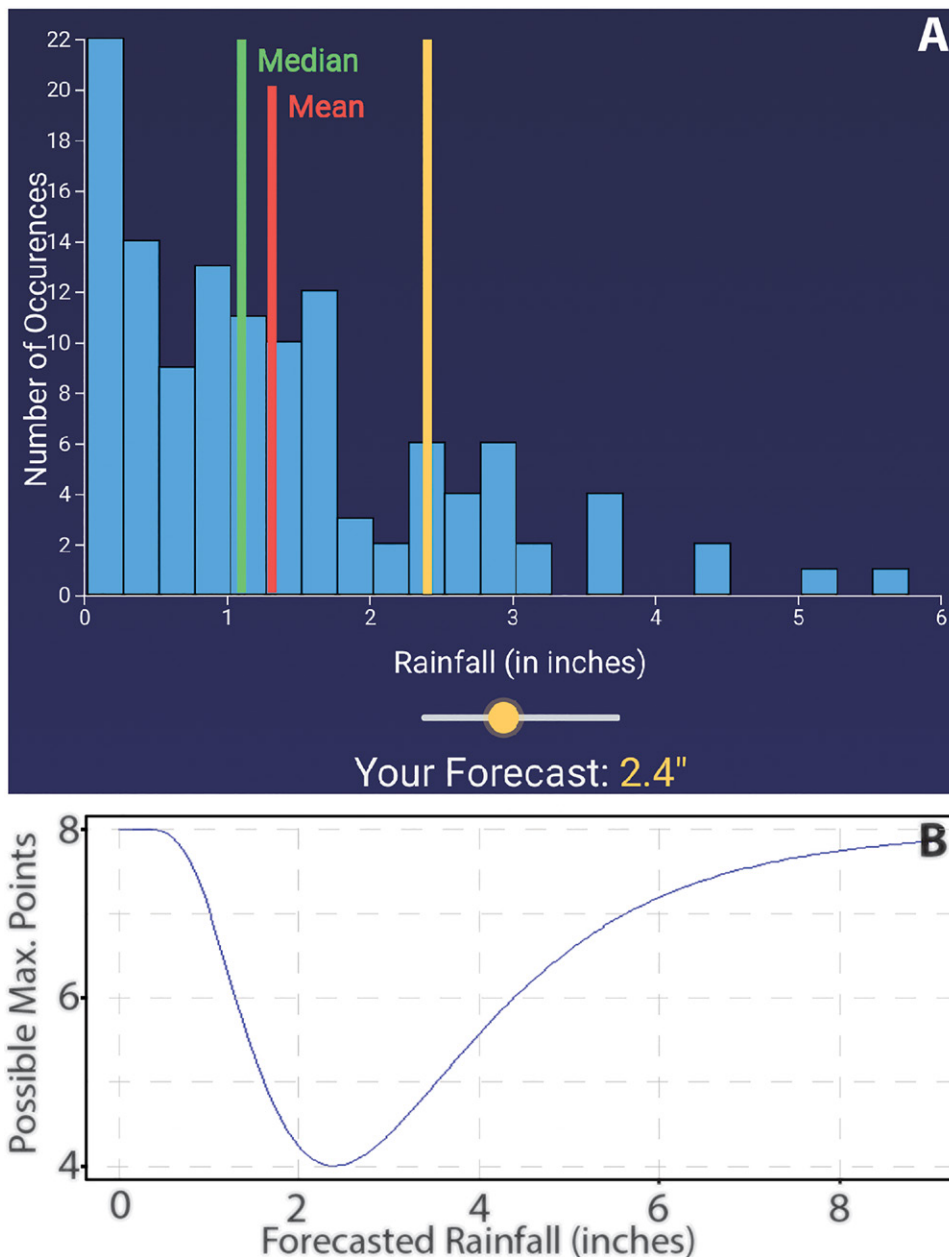 A
22
Median
20
Mean
18
16
14
12
10
8
6
4
2
0
Number of Occurences
0 1 2 3 4 5 6
Rainfall (in inches)
Your Forecast: 2.4"
B
8
6
4
Possible Max. Points
0 2 4 6 8
Forecasted Rainfall (inches)